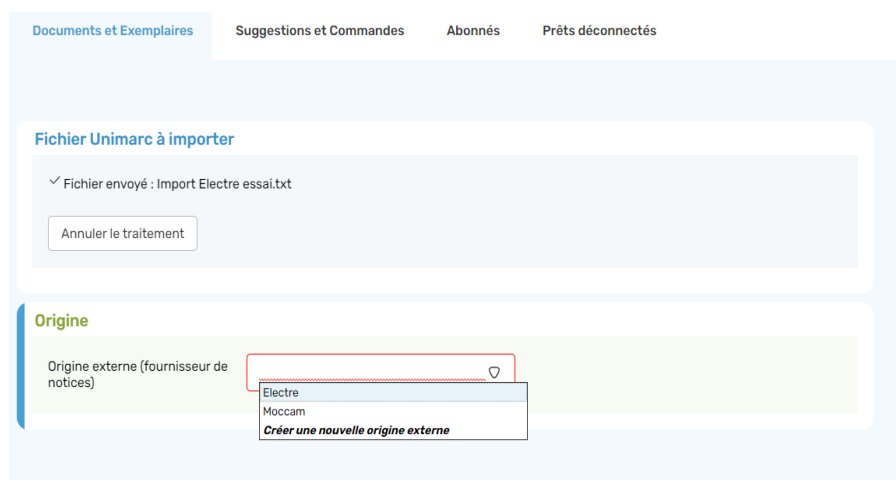 Documents et Exemplaires Suggestions et Commandes Abonnés Prêts déconnectés
Fichier Unimarc à importer
Fichier envoyé : Import Electre essai.txt
Annuler le traitement
Origine
Origine externe (fournisseur de
notices)
Electre
Moccam
Créer une nouvelle origine externe